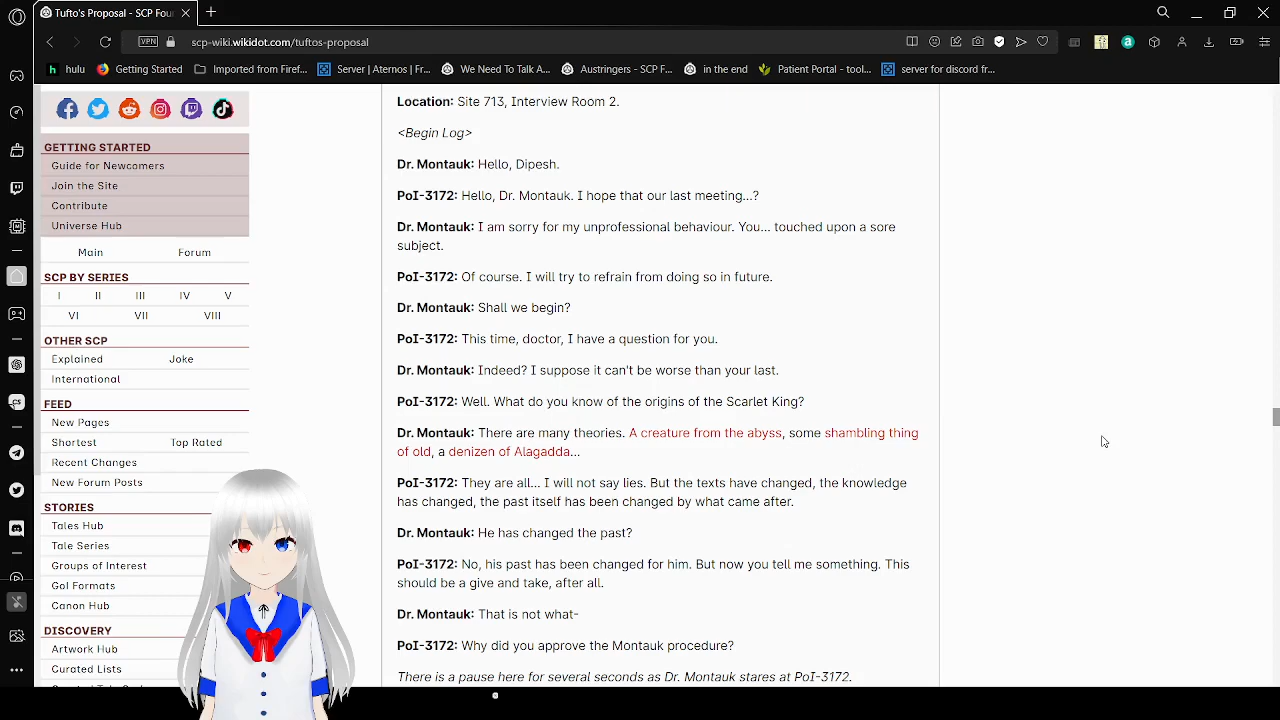 Tufto's Proposal - SCP Four
VPN
scp-wiki.wikidot.com/tuftos-proposal
hulu
Getting Started
Imported from Firef...
Server | Aternos | Fr...
We Need To Talk A...
Austringers - SCP F...
in the end
Patient Portal - tool...
server for discord fr...
GETTING STARTED
Guide for Newcomers
Join the Site
Contribute
Universe Hub
Main Forum
SCP BY SERIES
I II III IV V
VI VII VIII
OTHER SCP
Explained Joke
International
FEED
New Pages
Shortest Top Rated
Recent Changes
New Forum Posts
STORIES
Tales Hub
Tale Series
Groups of Interest
GoI Formats
Canon Hub
DISCOVERY
Artwork Hub
Curated Lists
Location: Site 713, Interview Room 2.
<Begin Log>
Dr. Montauk: Hello, Dipesh.
PoI-3172: Hello, Dr. Montauk. I hope that our last meeting...?
Dr. Montauk: I am sorry for my unprofessional behaviour. You... touched upon a sore
subject.
PoI-3172: Of course. I will try to refrain from doing so in future.
Dr. Montauk: Shall we begin?
PoI-3172: This time, doctor, I have a question for you.
Dr. Montauk: Indeed? I suppose it can't be worse than your last.
PoI-3172: Well. What do you know of the origins of the Scarlet King?
Dr. Montauk: There are many theories. A creature from the abyss, some shambling thing
of old, a denizen of Alagadda...
PoI-3172: They are all... I will not say lies. But the texts have changed, the knowledge
has changed, the past itself has been changed by what came after.
Dr. Montauk: He has changed the past?
PoI-3172: No, his past has been changed for him. But now you tell me something. This
should be a give and take, after all.
Dr. Montauk: That is not what-
PoI-3172: Why did you approve the Montauk procedure?
There is a pause here for several seconds as Dr. Montauk stares at PoI-3172.